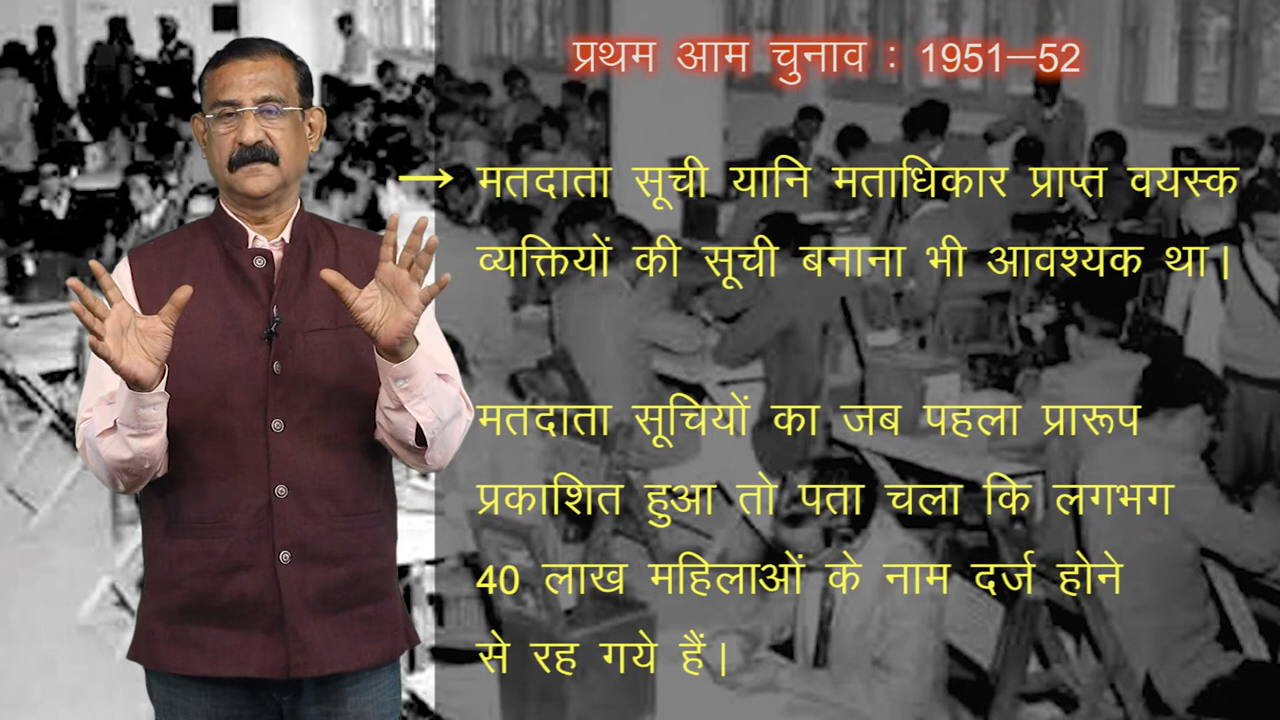 प्रथम आम चुनाव : 1951–52
→ मतदाता सूची यानि मताधिकार प्राप्त वयस्क
व्यक्तियों की सूची बनाना भी आवश्यक था।
मतदाता सूचियों का जब पहला प्रारूप
प्रकाशित हुआ तो पता चला कि लगभग
40 लाख महिलाओं के नाम दर्ज होने
से रह गये हैं।